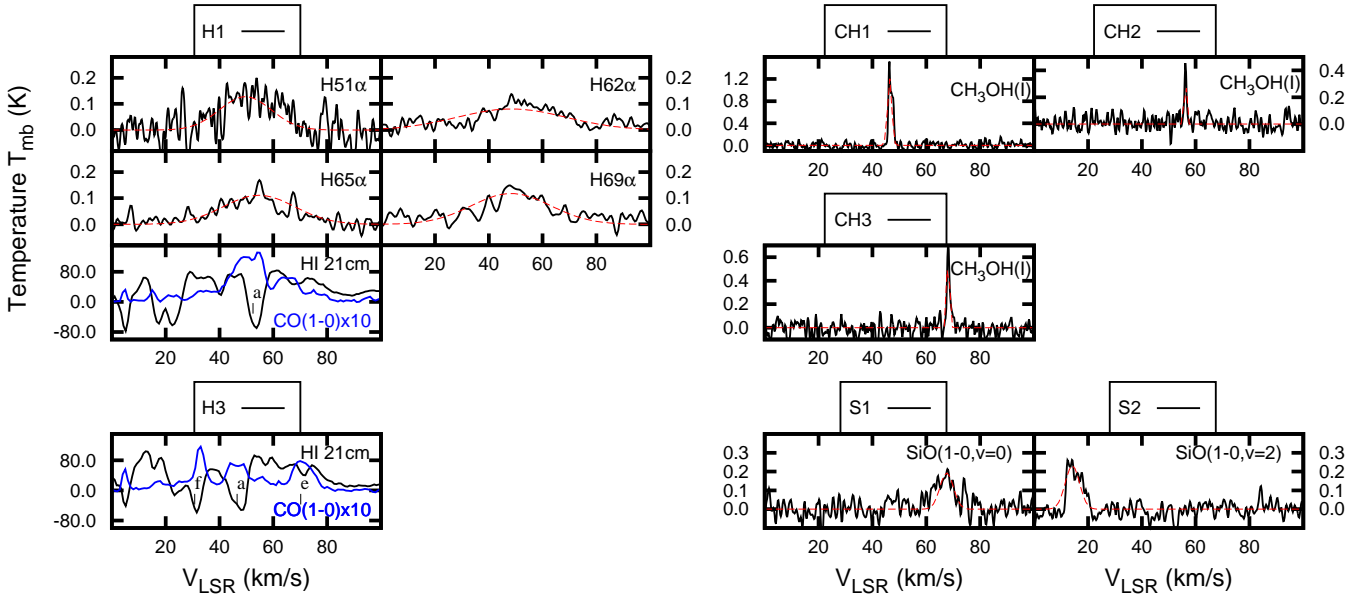 H1
CH1
CH2
Temperature T_mb (K)
0.2
0.1
0.0
H51α
H62α
0.2
0.1
0.0
1.2
0.8
0.4
0.0
CH₃OH(I)
CH₃OH(I)
0.4
0.2
0.0
20 40 60 80
20 40 60 80
0.2
0.1
0.0
H65α
H69α
0.2
0.1
0.0
CH3
80.0
0.0
-80.0
HI 21cm
a
CO(1-0)x10
20 40 60 80
20 40 60 80
0.6
0.4
0.2
0.0
CH₃OH(I)
20 40 60 80
H3
S1
S2
80.0
0.0
-80.0
HI 21cm
f a e
CO(1-0)x10
20 40 60 80
V_LSR (km/s)
0.3
0.2
0.1
0.0
SiO(1-0,v=0)
SiO(1-0,v=2)
0.3
0.2
0.1
0.0
20 40 60 80
20 40 60 80
V_LSR (km/s)
V_LSR (km/s)